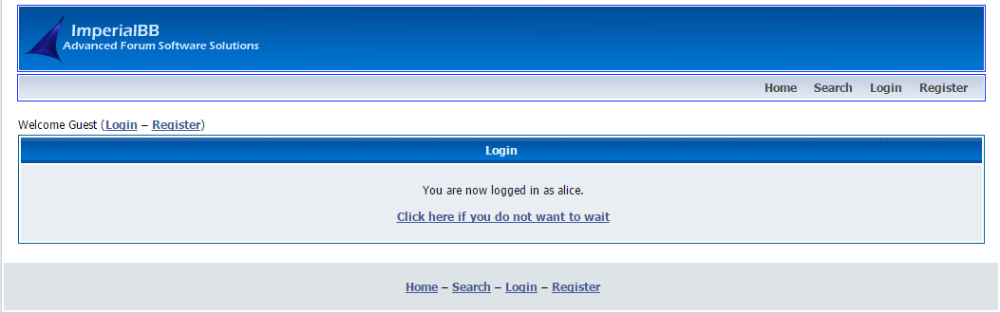 ImperialBB
Advanced Forum Software Solutions
Home Search Login Register
Welcome Guest (Login – Register)
Login
You are now logged in as alice.
Click here if you do not want to wait
Home – Search – Login – Register